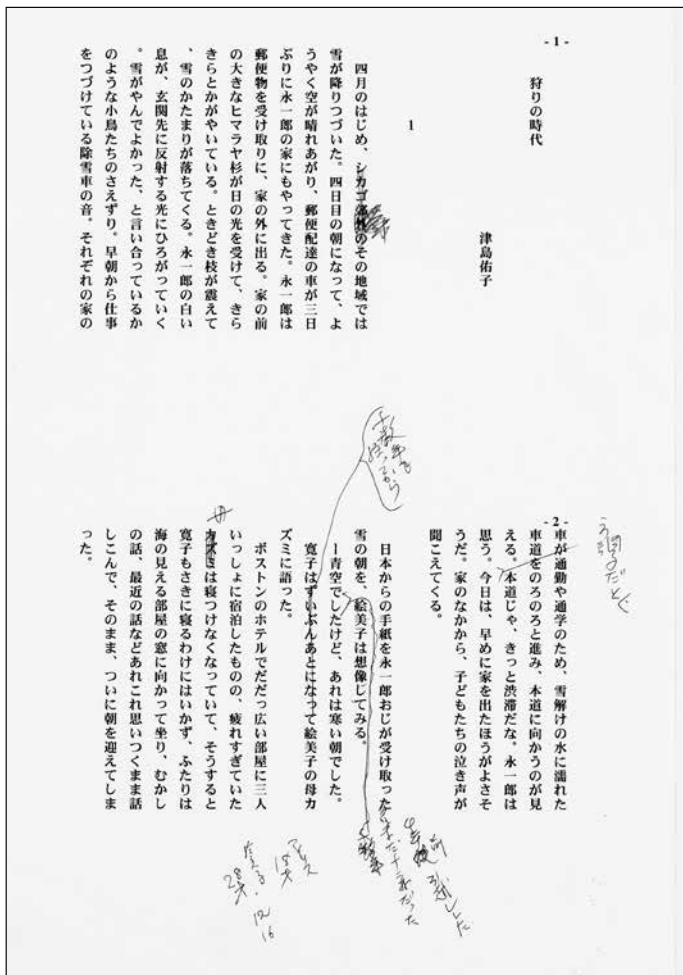 - 1 -
狩りの時代
津島佑子
1
四月のはじめ、シカゴ郊外のその地域では
雪が降りつづいた。四日目の朝になって、よ
うやく空が晴れあがり、郵便配達の車が三日
ぶりに永一郎の家にもやってきた。永一郎は
郵便物を受け取りに、家の外に出る。家の前
の大きなヒマラヤ杉が日の光を受けて、きら
きらとかがやいている。ときどき枝が震えて
、雪のかたまりが落ちてくる。永一郎の白い
息が、玄関先に反射する光にひろがっていく
。雪がやんでよかった、と言い合っているか
のような小鳥たちのさえずり。早朝から仕事
をつづけている除雪車の音。それぞれの家の
- 2 -
車が通勤や通学のため、雪解けの水に濡れた
車道をのろのろと進み、本道に向かうのが見
える。本道じゃ、きっと渋滞だな。永一郎は
思う。今日は、早めに家を出たほうがよさそ
うだ。家のなかから、子どもたちの泣き声が
聞こえてくる。
日本からの手紙を永一郎おじが受け取った
雪の朝を、絵美子は想像してみる。
ー青空でしたけど、あれは寒い朝でした。
寛子はずいぶんあとになって絵美子の母カ
ズミに語った。
ボストンのホテルでだだっ広い部屋に三人
いっしょに宿泊したものの、疲れすぎていた
カズミは寝つけなくなっていて、そうすると
寛子もさきに寝るわけにはいかず、ふたりは
海の見える部屋の窓に向かって坐り、むかし
の話、最近の話などあれこれ思いつくまま話
しこんで、そのまま、ついに朝を迎えてしま
った。
母
十数年も
経ってから
15才
28才
12
16